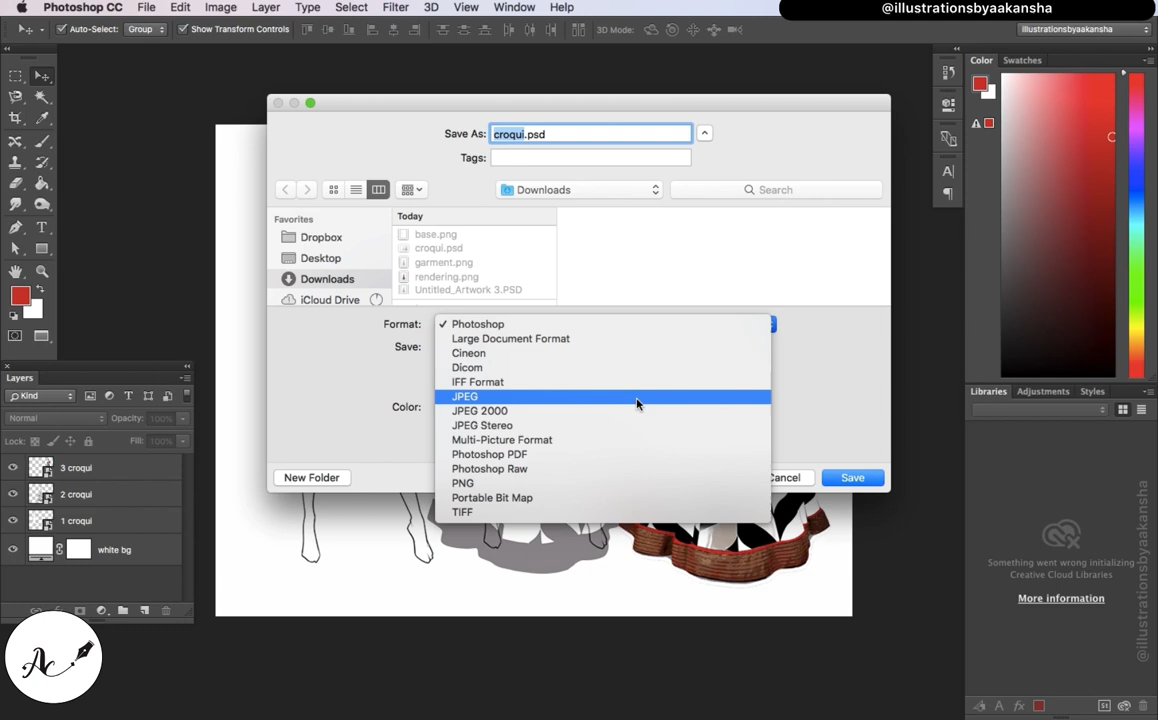 Photoshop CC File Edit Image Layer Type Select Filter 3D View Window Help
@illustrationsbyaakansha
Auto-Select: Group Show Transform Controls 3D Mode: illustrationsbyaakansha
Color Swatches
Save As: croqui.psd
Tags:
Downloads Search
Favorites
Dropbox
Desktop
Downloads
iCloud Drive
Today
base.png
croqui.psd
garment.png
rendering.png
Untitled_Artwork 3.PSD
Format:
Save:
Color:
Photoshop
Large Document Format
Cineon
Dicom
IFF Format
JPEG
JPEG 2000
JPEG Stereo
Multi-Picture Format
Photoshop PDF
Photoshop Raw
PNG
Portable Bit Map
TIFF
New Folder Cancel Save
Layers
Kind
Normal Opacity: 100%
Lock: Fill: 100%
3 croqui
2 croqui
1 croqui
white bg
Libraries Adjustments Styles
Something went wrong initializing
Creative Cloud Libraries
More information
@illustrationsbyaakansha
Ac